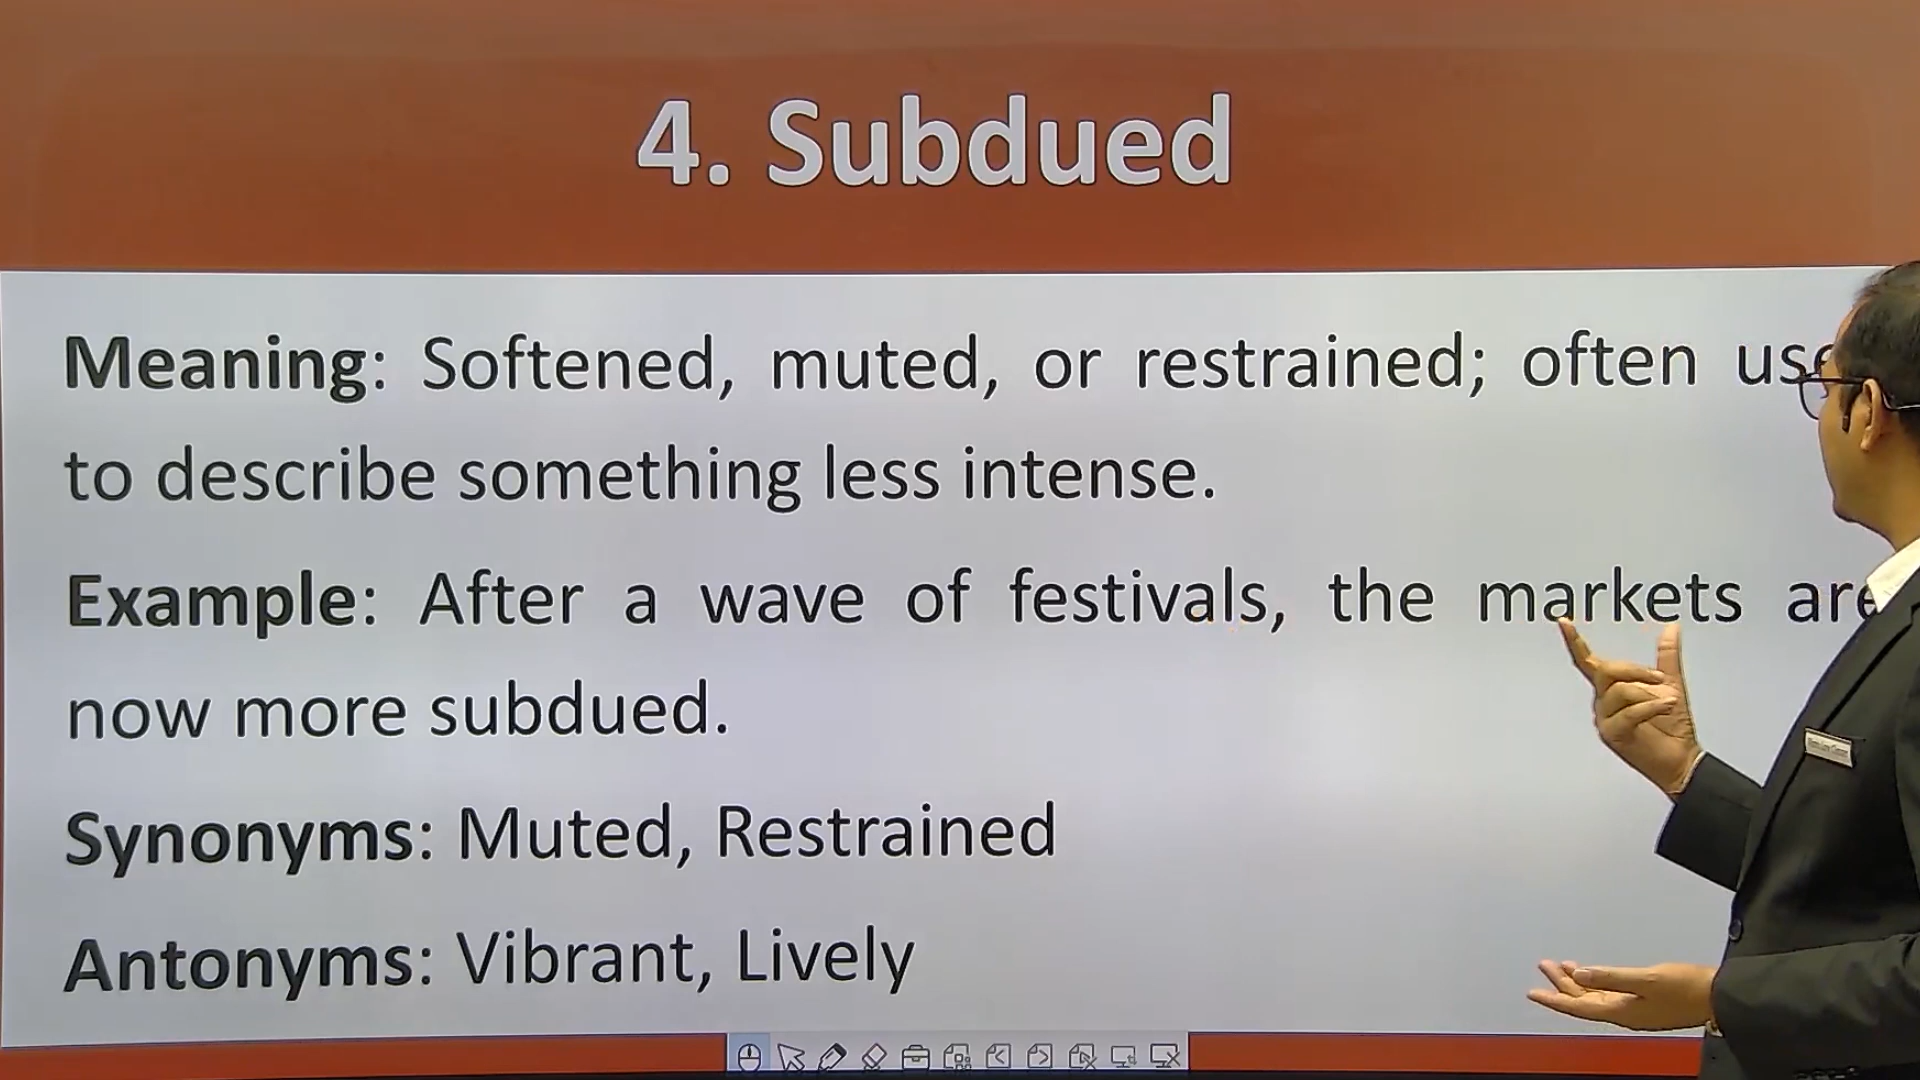 4. Subdued
Meaning: Softened, muted, or restrained; often
to describe something less intense.
Example: After a wave of festivals, the markets are
now more subdued.
Synonyms: Muted, Restrained
Antonyms: Vibrant, Lively